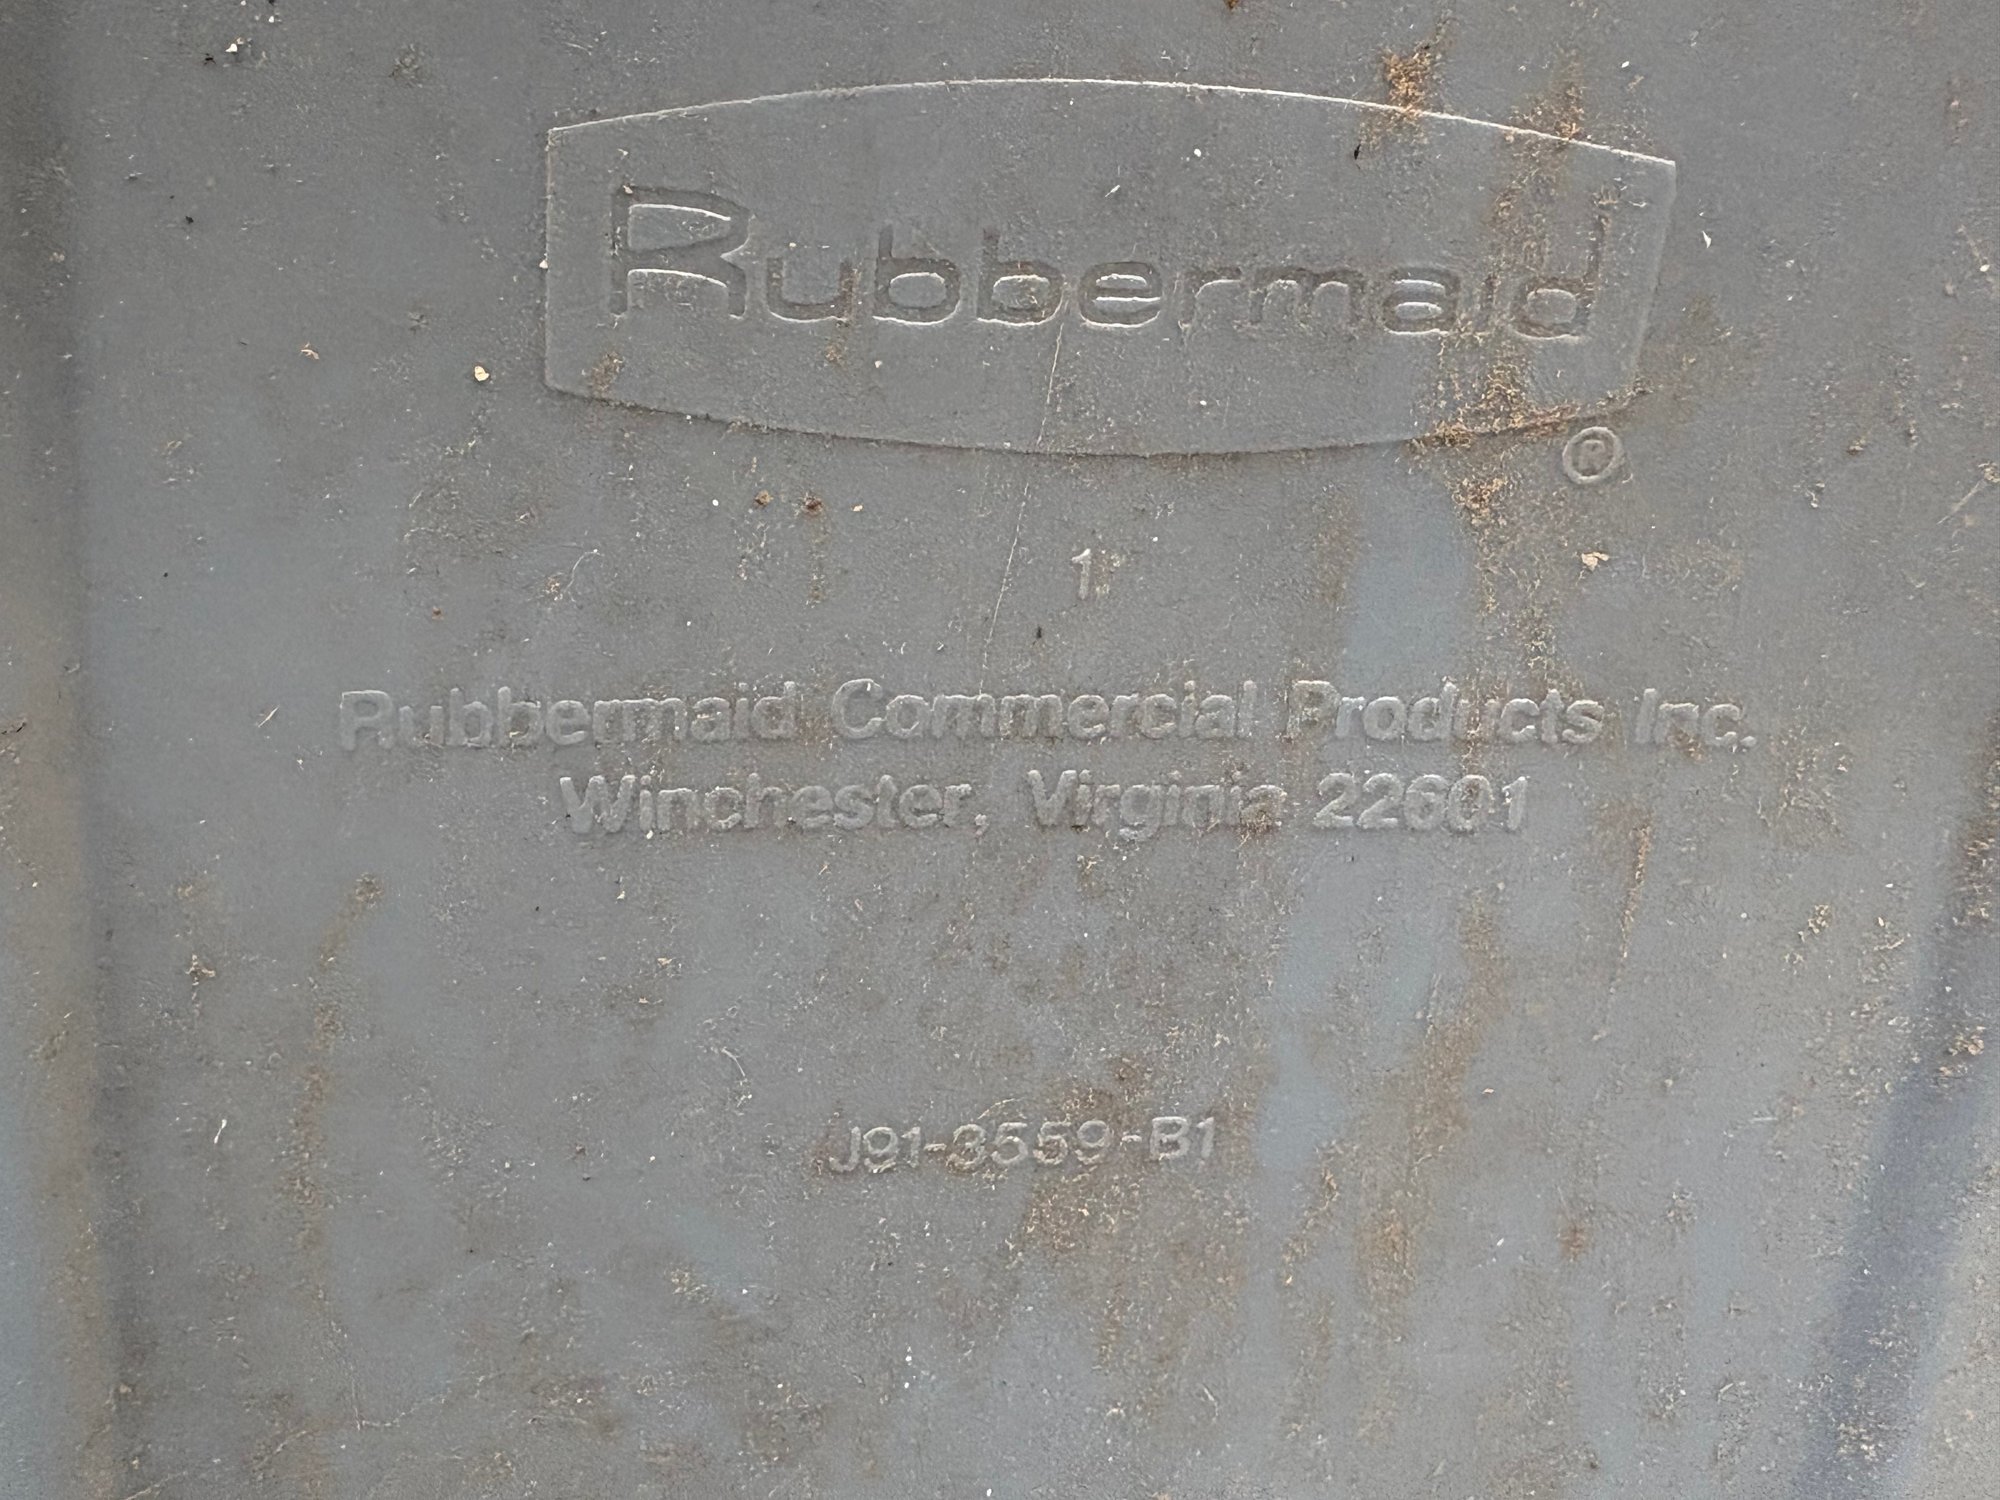 Rubbermaid
®
1
Rubbermaid Commercial Products Inc.
Winchester, Virginia 22601
J91-3559-B1